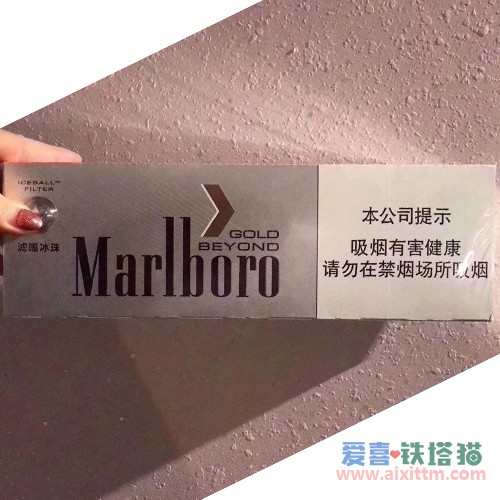 ICEBALL™
FILTER
滤嘴冰珠
GOLD
BEYOND
Marlboro
本公司提示
吸烟有害健康
请勿在禁烟场所吸烟
爱喜❤铁塔猫
www.aixittm.com